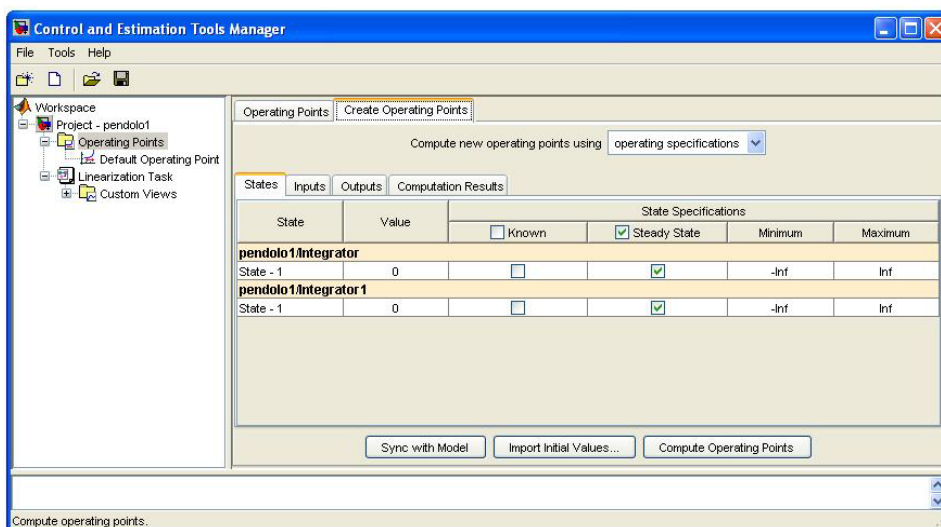 Control and Estimation Tools Manager
File Tools Help
Workspace
Project - pendolo1
Operating Points
Default Operating Point
Linearization Task
Custom Views
Operating Points Create Operating Points
Compute new operating points using operating specifications
States Inputs Outputs Computation Results
State Value State Specifications
Known Steady State Minimum Maximum
pendolo1/Integrator
State - 1 0 -Inf Inf
pendolo1/Integrator1
State - 1 0 -Inf Inf
Sync with Model Import Initial Values... Compute Operating Points
Compute operating points.